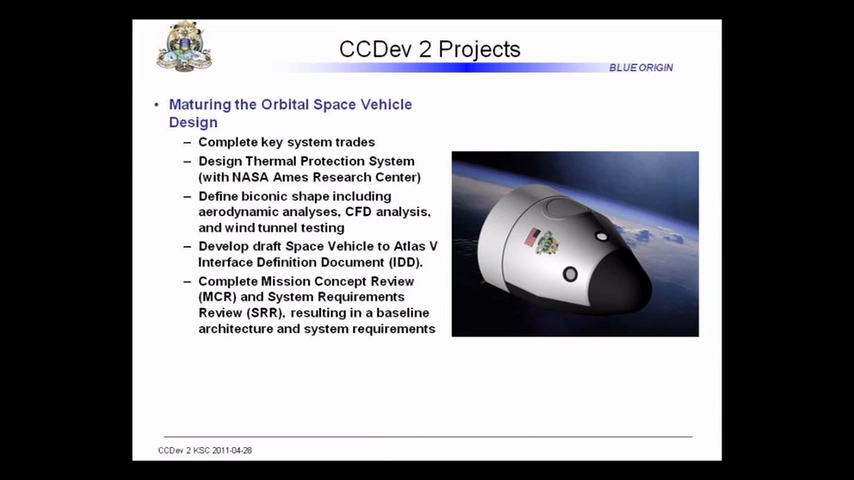 CCDev 2 Projects
BLUE ORIGIN
• Maturing the Orbital Space Vehicle
Design
– Complete key system trades
– Design Thermal Protection System
(with NASA Ames Research Center)
– Define biconic shape including
aerodynamic analyses, CFD analysis,
and wind tunnel testing
– Develop draft Space Vehicle to Atlas V
Interface Definition Document (IDD).
– Complete Mission Concept Review
(MCR) and System Requirements
Review (SRR), resulting in a baseline
architecture and system requirements
CCDev 2 KSC 2011-04-28